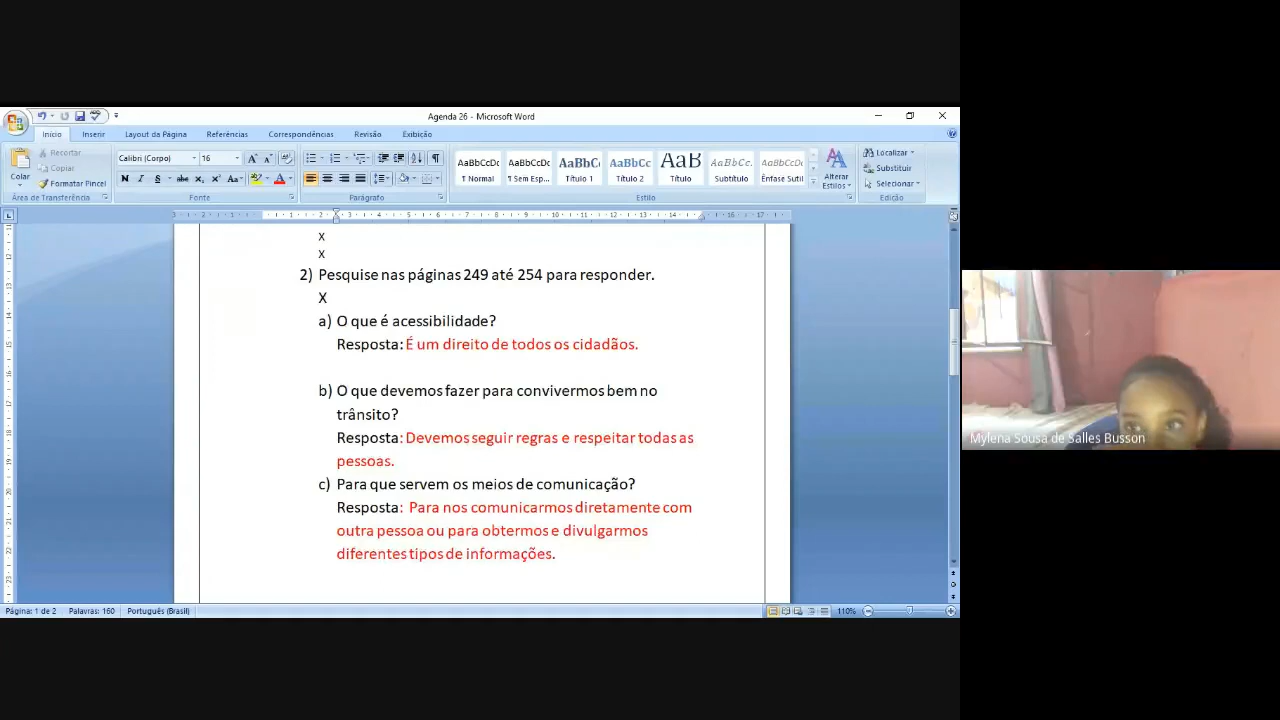 Agenda 26 - Microsoft Word
Início Inserir Layout da Página Referências Correspondências Revisão Exibição
Colar
Recortar
Copiar
Formatar Pincel
Área de Transferência
Calibri (Corpo) 16
Fonte
Parágrafo
AaBbCcDc AaBbCcDc AaBbC AaBbCc AaB AaBbCc. AaBbCcDc
¶ Normal ¶ Sem Esp... Título 1 Título 2 Título Subtítulo Ênfase Sutil
Estilo
Alterar Estilos
Localizar
Substituir
Selecionar
Edição
X
X
2) Pesquise nas páginas 249 até 254 para responder.
X
a) O que é acessibilidade?
Resposta: É um direito de todos os cidadãos.
b) O que devemos fazer para convivermos bem no
trânsito?
Resposta: Devemos seguir regras e respeitar todas as
pessoas.
c) Para que servem os meios de comunicação?
Resposta: Para nos comunicarmos diretamente com
outra pessoa ou para obtermos e divulgarmos
diferentes tipos de informações.
Página: 1 de 2 Palavras: 160 Português (Brasil) 110%
Mylena Sousa de Salles Busson